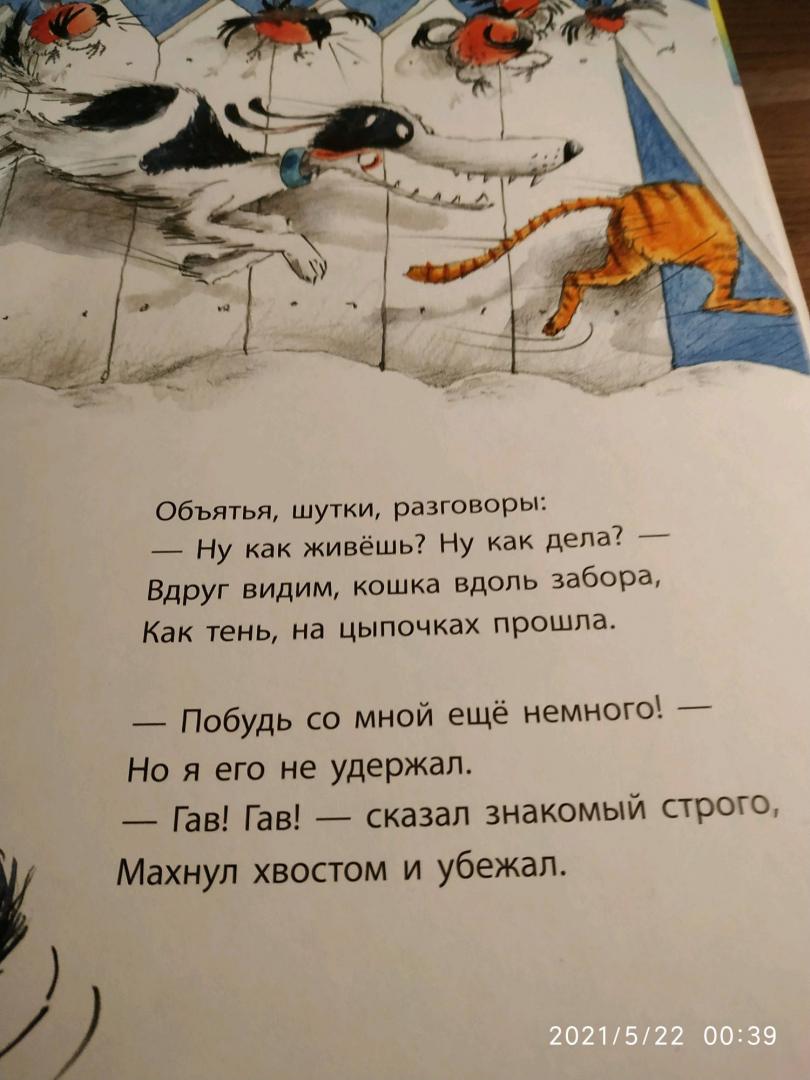 Объятья, шутки, разговоры:
— Ну как живёшь? Ну как дела? —
Вдруг видим, кошка вдоль забора,
Как тень, на цыпочках прошла.
— Побудь со мной ещё немного! —
Но я его не удержал.
— Гав! Гав! — сказал знакомый строго,
Махнул хвостом и убежал.
2021/5/22 00:39